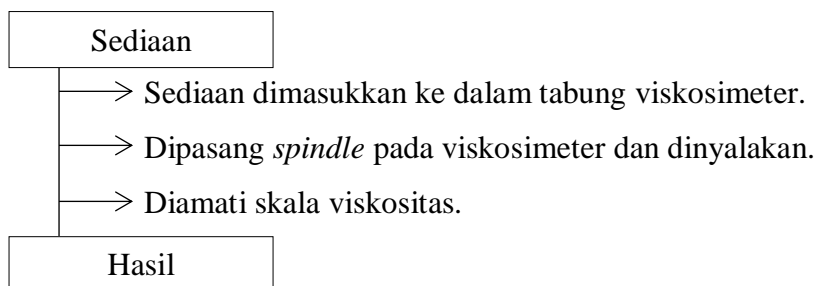 Sediaan
Sediaan dimasukkan ke dalam tabung viskosimeter.
Dipasang spindle pada viskosimeter dan dinyalakan.
Diamati skala viskositas.
Hasil